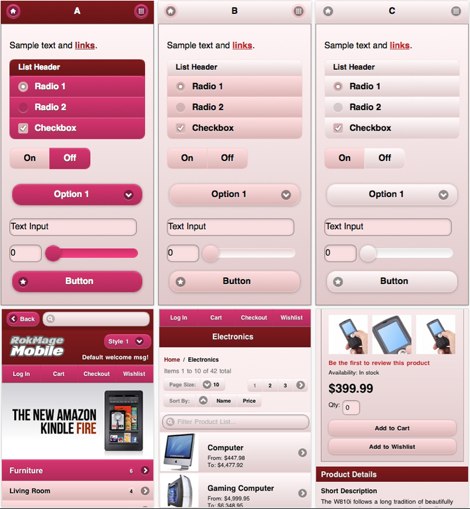 A
Sample text and links.
List Header
Radio 1
Radio 2
Checkbox
On Off
Option 1
Text Input
0
Button
B
Sample text and links.
List Header
Radio 1
Radio 2
Checkbox
On Off
Option 1
Text Input
0
Button
C
Sample text and links.
List Header
Radio 1
Radio 2
Checkbox
On Off
Option 1
Text Input
0
Button
Back
RokMage
Mobile
Style 1
Default welcome msg!
Log In Cart Checkout Wishlist
THE NEW AMAZON
KINDLE FIRE
Furniture 6
Living Room 4
Log In Cart Checkout Wishlist
Electronics
Home / Electronics
Items 1 to 10 of 42 total
Page Size: 10 1 2 3
Sort By: Name Price
Filter Product List...
Computer
From: $447.98
To: $4,477.92
Gaming Computer
From: $4,999.95
To: $6,348.95
Be the first to review this product
Availability: In stock
$399.99
Qty: 0
Add to Cart
Add to Wishlist
Product Details
Short Description
The W810i follows a long tradition of beautifully